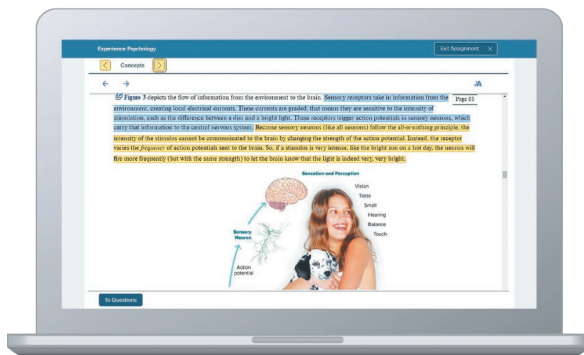 Experience Psychology
Exit Assignment
Concepts
Figure 3 depicts the flow of information from the environment to the brain. Sensory receptors take in information from the
Page 88
environment, creating local electrical currents. These currents are graded; that means they are sensitive to the intensity of
stimulation, such as the difference between a dim and a bright light. These receptors trigger action potentials in sensory neurons, which
carry that information to the central nervous system. Because sensory neurons (like all neurons) follow the all-or-nothing principle, the
intensity of the stimulus cannot be communicated to the brain by changing the strength of the action potential. Instead, the receptor
varies the frequency of action potentials sent to the brain. So, if a stimulus is very intense, like the bright sun on a hot day, the neuron will
fire more frequently (but with the same strength) to let the brain know that the light is indeed very, very bright.
Sensation and Perception
Vision
Taste
Smell
Hearing
Balance
Touch
Sensory
Neuron
Action
potential
To Questions